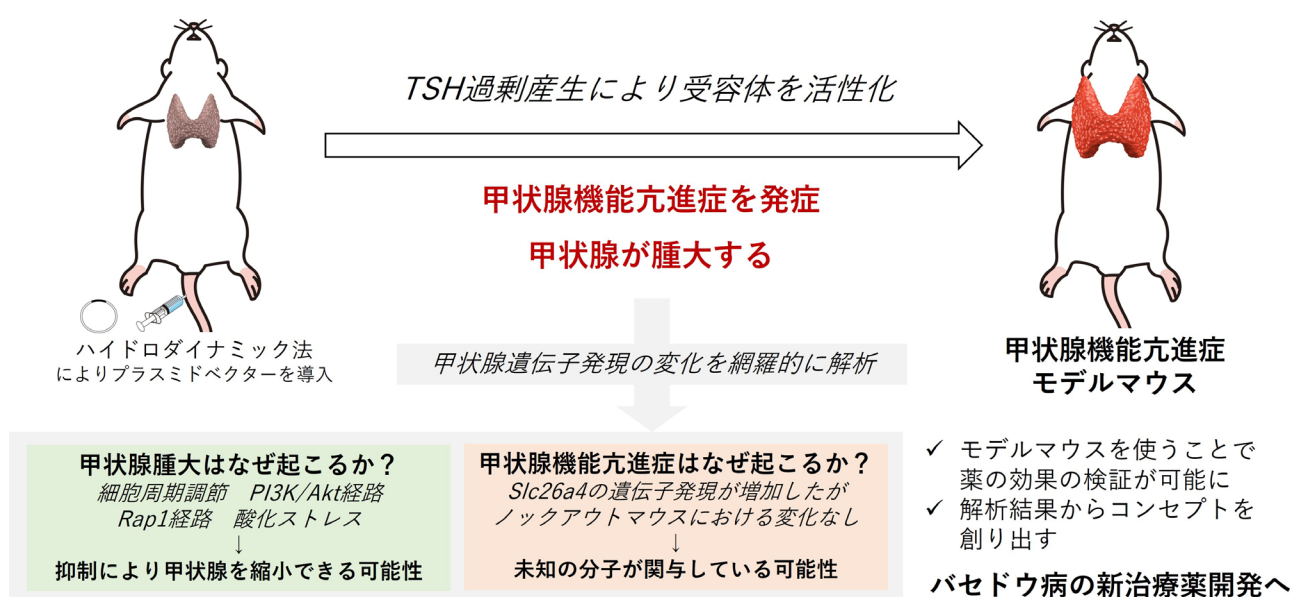 TSH過剰産生により受容体を活性化
甲状腺機能亢進症を発症
甲状腺が腫大する
ハイドロダイナミック法
によりプラスミドベクターを導入
甲状腺遺伝子発現の変化を網羅的に解析
甲状腺機能亢進症
モデルマウス
甲状腺腫大はなぜ起こるか？
細胞周期調節　PI3K/Akt経路
Rap1経路　酸化ストレス
↓
抑制により甲状腺を縮小できる可能性
甲状腺機能亢進症はなぜ起こるか？
Slc26a4の遺伝子発現が増加したが
ノックアウトマウスにおける変化なし
↓
未知の分子が関与している可能性
✓ モデルマウスを使うことで
薬の効果の検証が可能に
✓ 解析結果からコンセプトを
創り出す
バセドウ病の新治療薬開発へ